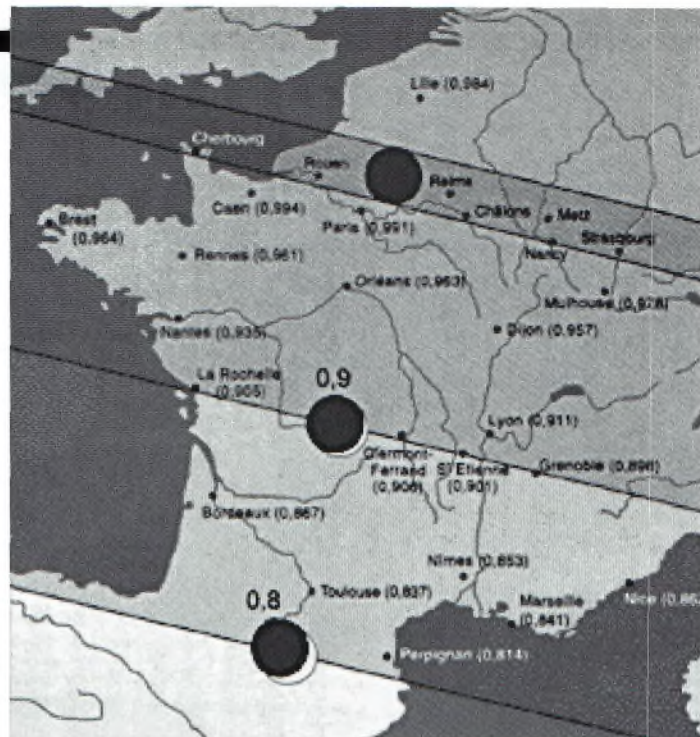 Lille (0,984)
Cherbourg
Rouen
Reims
Caen (0,994)
Paris (0,991)
Châlons
Metz
Brest
(0,964)
Nancy
Strasbourg
Rennes (0,961)
Orléans (0,963)
Mulhouse (0,978)
Nantes (0,935)
Dijon (0,957)
La Rochelle
(0,905)
0,9
Lyon (0,911)
Clermont-
Ferrand
(0,906)
St Etienne
(0,901)
Grenoble (0,898)
Bordeaux (0,867)
Nîmes (0,853)
0,8
Toulouse (0,837)
Marseille
(0,841)
Nice
Perpignan (0,814)